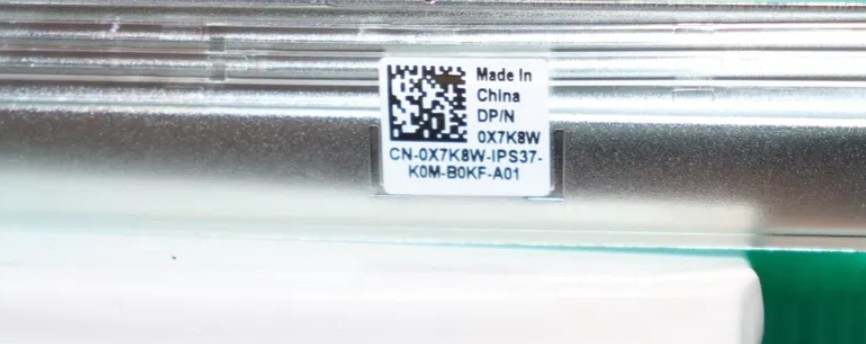 Made In
China
DP/N
0X7K8W
CN-0X7K8W-IPS37-
K0M-B0KF-A01